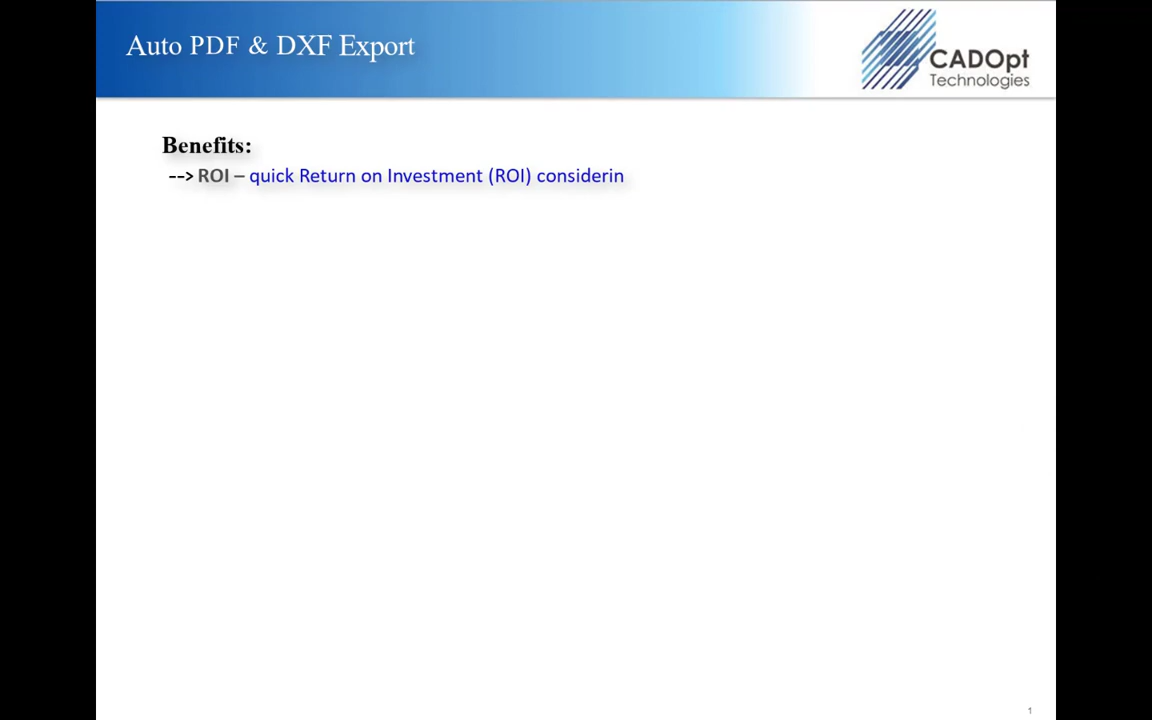 Auto PDF & DXF Export
CADOpt
Technologies
Benefits:
--> ROI – quick Return on Investment (ROI) considerin
1